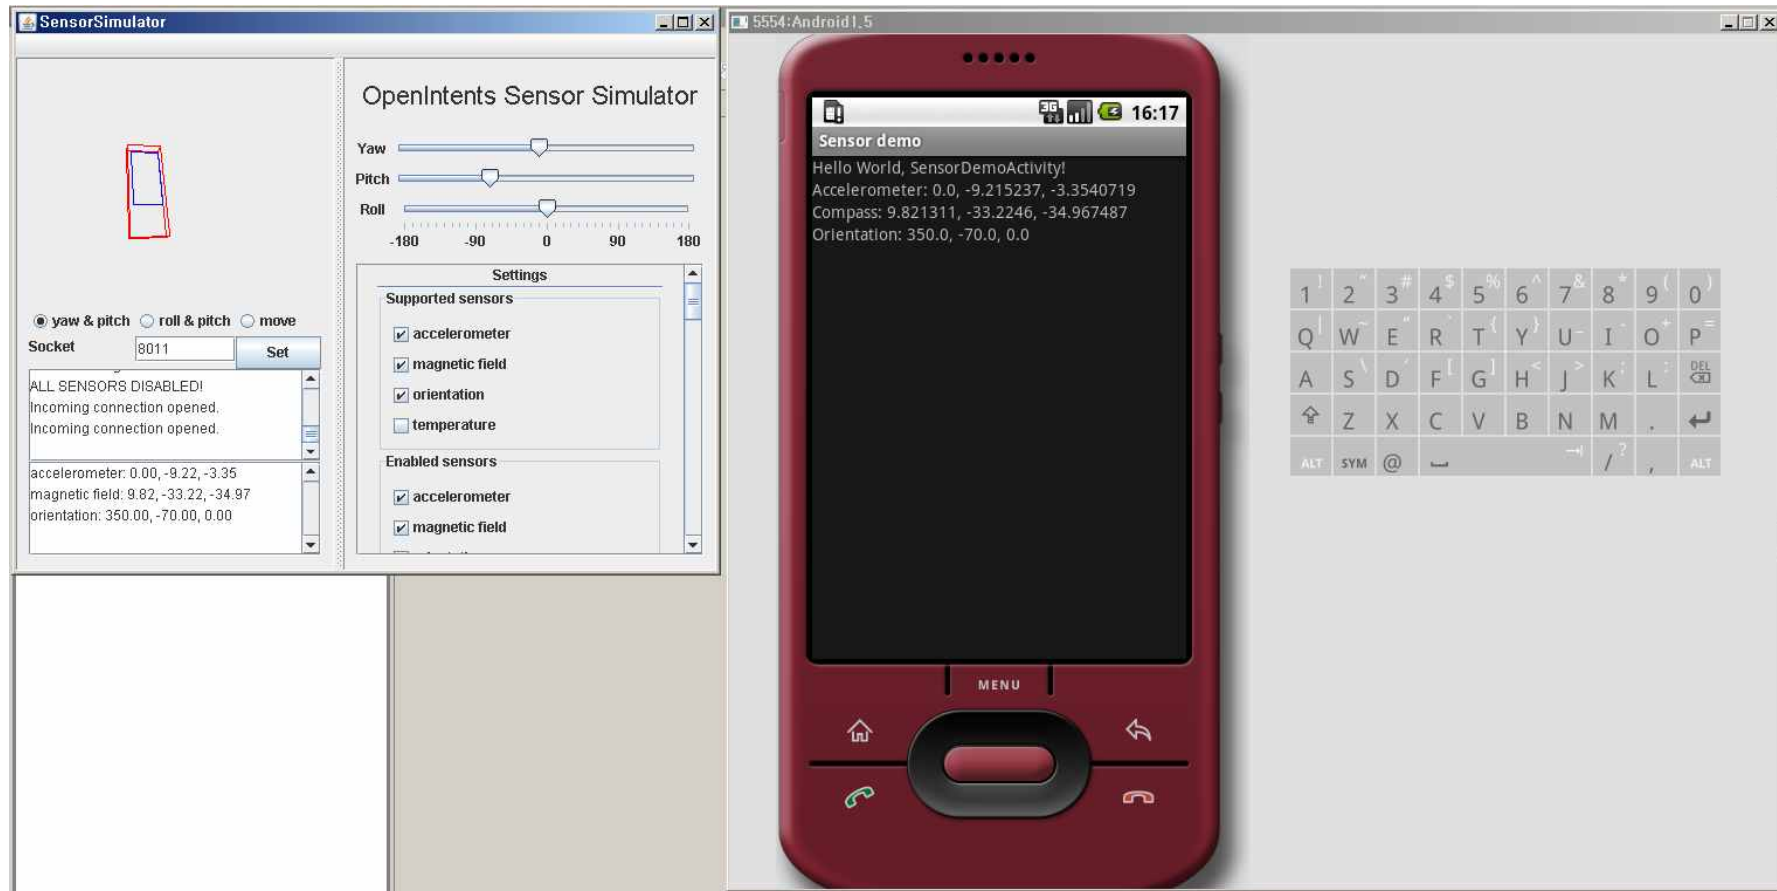 SensorSimulator
OpenIntents Sensor Simulator
Yaw
Pitch
Roll
-180 -90 0 90 180
yaw & pitch roll & pitch move
Socket 8011 Set
ALL SENSORS DISABLED!
Incoming connection opened.
Incoming connection opened.
accelerometer: 0.00, -9.22, -3.35
magnetic field: 9.82, -33.22, -34.97
orientation: 350.00, -70.00, 0.00
Settings
Supported sensors
accelerometer
magnetic field
orientation
temperature
Enabled sensors
accelerometer
magnetic field
5554:Android1.5
3G 16:17
Sensor demo
Hello World, SensorDemoActivity!
Accelerometer: 0.0, -9.215237, -3.3540719
Compass: 9.821311, -33.2246, -34.967487
Orientation: 350.0, -70.0, 0.0
MENU
1 ! 2 " 3 # 4 $ 5 % 6 ^ 7 & 8 * 9 ( 0 )
Q | W ~ E " R ` T { Y } U _ I - O + P =
A S \ D ' F [ G ] H < J > K ; L : DEL
Z X C V B N M .
ALT SYM @ / ? , ALT